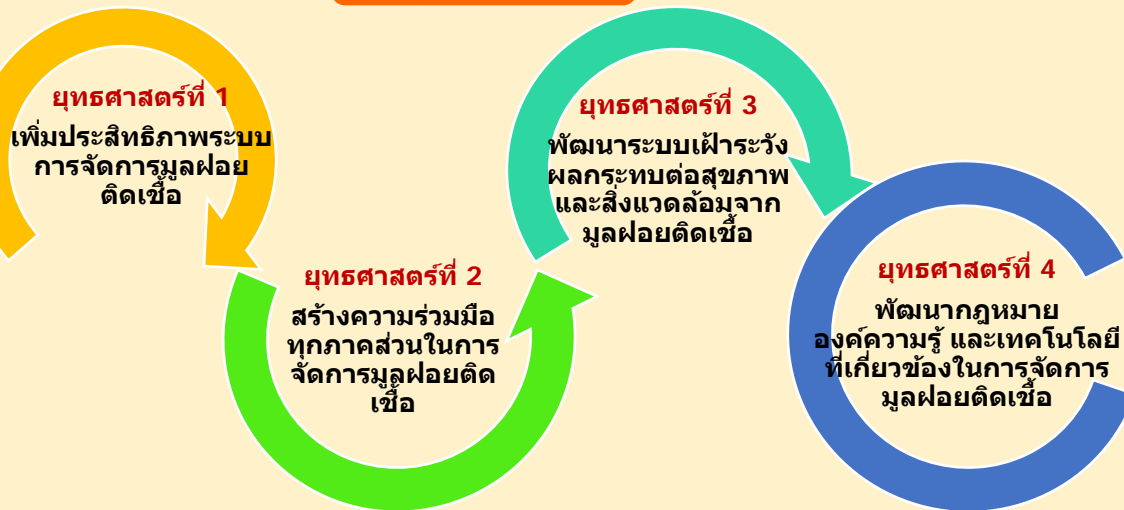 ยุทธศาสตร์ที่ 1
เพิ่มประสิทธิภาพระบบ
การจัดการมูลฝอย
ติดเชื้อ
ยุทธศาสตร์ที่ 2
สร้างความร่วมมือ
ทุกภาคส่วนในการ
จัดการมูลฝอยติด
เชื้อ
ยุทธศาสตร์ที่ 3
พัฒนาระบบเฝ้าระวัง
ผลกระทบต่อสุขภาพ
และสิ่งแวดล้อมจาก
มูลฝอยติดเชื้อ
ยุทธศาสตร์ที่ 4
พัฒนากฎหมาย
องค์ความรู้ และเทคโนโลยี
ที่เกี่ยวข้องในการจัดการ
มูลฝอยติดเชื้อ